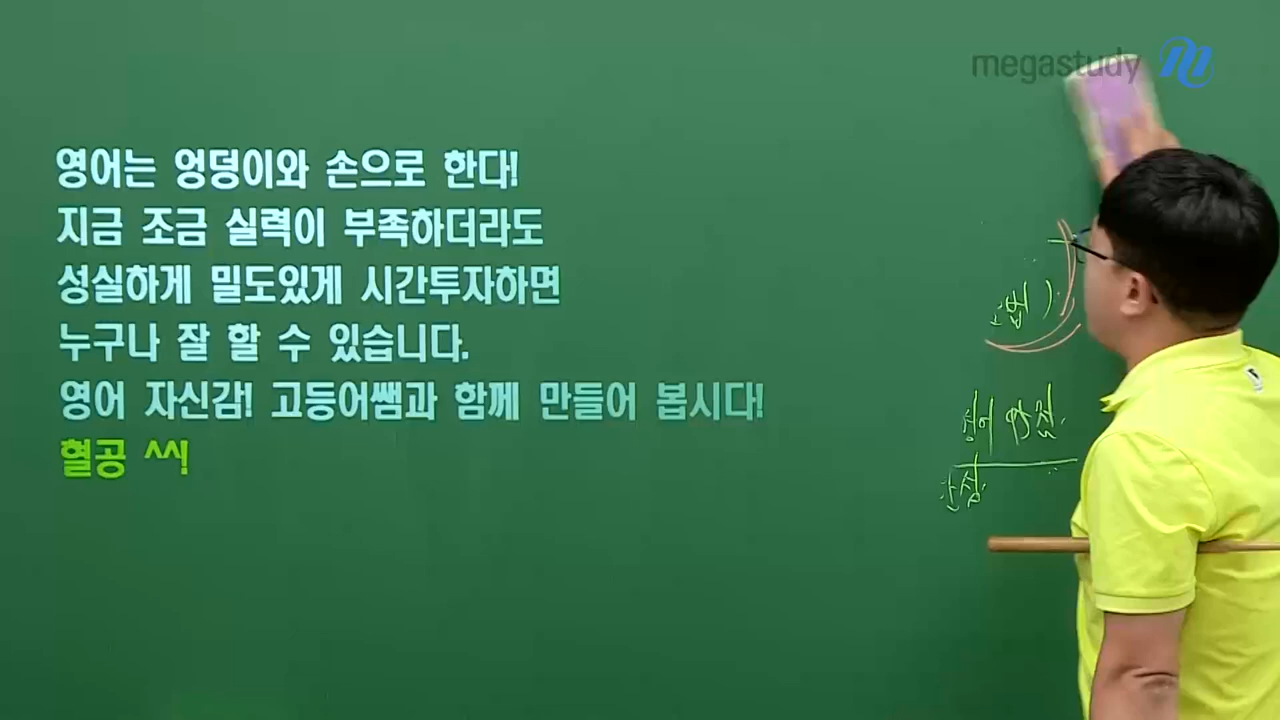 megastudy
영어는 엉덩이와 손으로 한다!
지금 조금 실력이 부족하더라도
성실하게 밀도있게 시간투자하면
누구나 잘 할 수 있습니다.
영어 자신감! 고등어쌤과 함께 만들어 봅시다!
혈공 ^^!